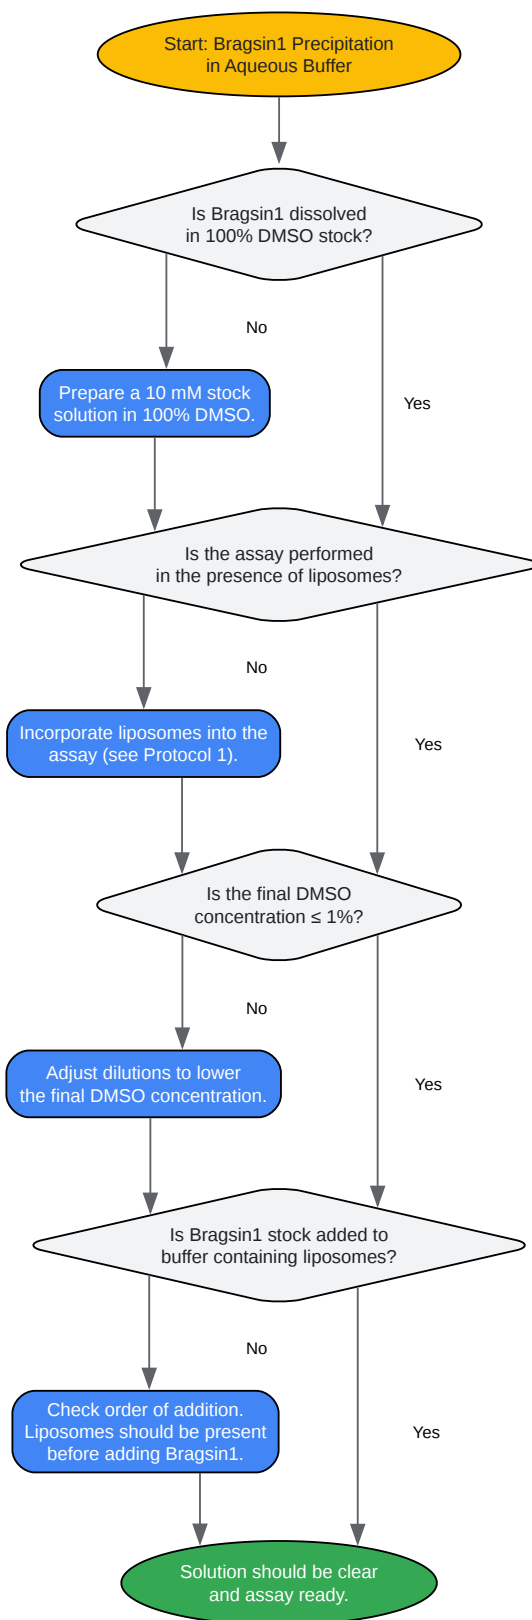 Start: Bragsin1 Precipitation
in Aqueous Buffer
Is Bragsin1 dissolved
in 100% DMSO stock?
No
Prepare a 10 mM stock
solution in 100% DMSO.
Yes
Is the assay performed
in the presence of liposomes?
No
Incorporate liposomes into the
assay (see Protocol 1).
Yes
Is the final DMSO
concentration ≤ 1%?
No
Adjust dilutions to lower
the final DMSO concentration.
Yes
Is Bragsin1 stock added to
buffer containing liposomes?
No
Check order of addition.
Liposomes should be present
before adding Bragsin1.
Yes
Solution should be clear
and assay ready.